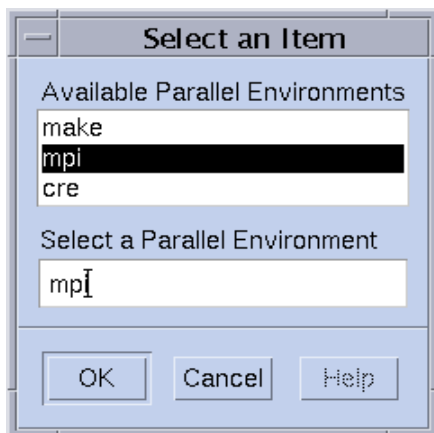 Select an Item
Available Parallel Environments
make
mpi
cre
Select a Parallel Environment
mpi
OK Cancel Help